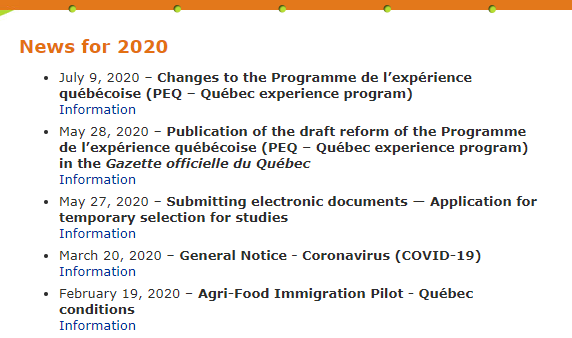 News for 2020
• July 9, 2020 – Changes to the Programme de l’expérience
québécoise (PEQ – Québec experience program)
Information
• May 28, 2020 – Publication of the draft reform of the Programme
de l’expérience québécoise (PEQ – Québec experience program)
in the Gazette officielle du Québec
Information
• May 27, 2020 – Submitting electronic documents — Application for
temporary selection for studies
Information
• March 20, 2020 – General Notice - Coronavirus (COVID-19)
Information
• February 19, 2020 – Agri-Food Immigration Pilot - Québec
conditions
Information